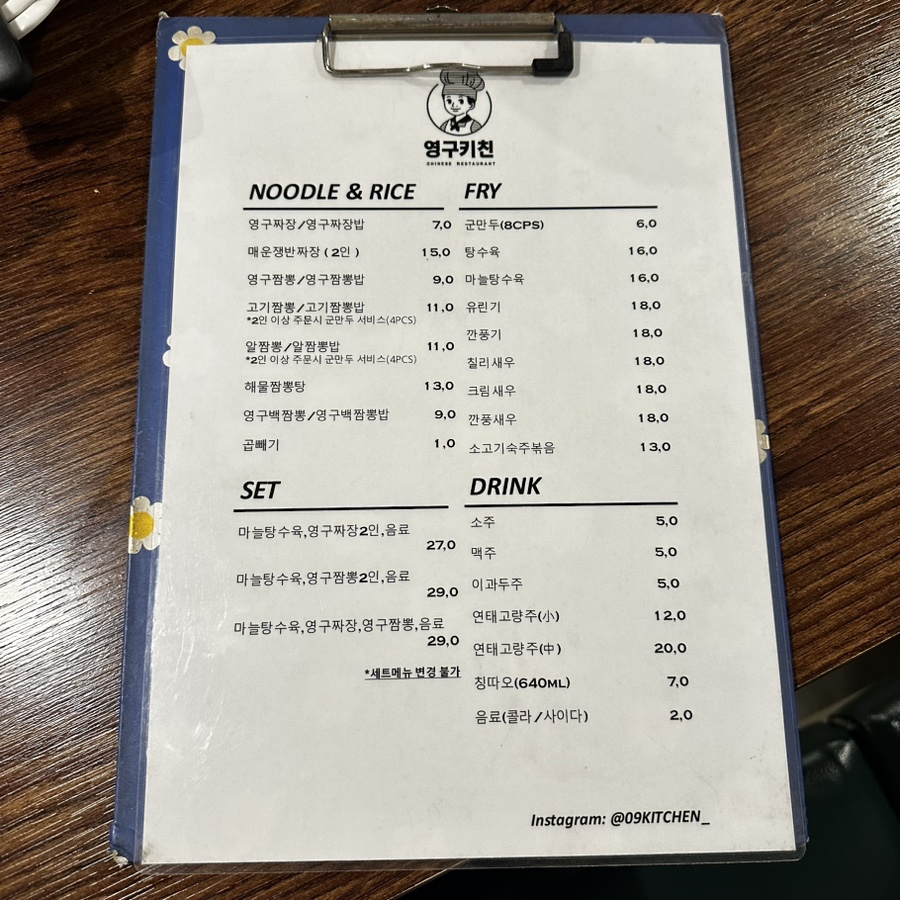 영구키친
CHINESE RESTAURANT
NOODLE & RICE
영구짜장/영구짜장밥 7,0
매운쟁반짜장 ( 2인 ) 15,0
영구짬뽕/영구짬뽕밥 9,0
고기짬뽕/고기짬뽕밥 11,0
*2인 이상 주문시 군만두 서비스(4PCS)
알짬뽕/알짬뽕밥 11,0
*2인 이상 주문시 군만두 서비스(4PCS)
해물짬뽕탕 13,0
영구백짬뽕/영구백짬뽕밥 9,0
곱빼기 1,0
FRY
군만두(8CPS) 6,0
탕수육 16,0
마늘탕수육 16,0
유린기 18,0
깐풍기 18,0
칠리새우 18,0
크림새우 18,0
깐풍새우 18,0
소고기숙주볶음 13,0
SET
마늘탕수육,영구짜장2인,음료
27,0
마늘탕수육,영구짬뽕2인,음료
29,0
마늘탕수육,영구짜장,영구짬뽕,음료
29,0
*세트메뉴 변경 불가
DRINK
소주 5,0
맥주 5,0
이과두주 5,0
연태고량주(小) 12,0
연태고량주(中) 20,0
칭따오(640ML) 7,0
음료(콜라/사이다) 2,0
Instagram: @09KITCHEN_